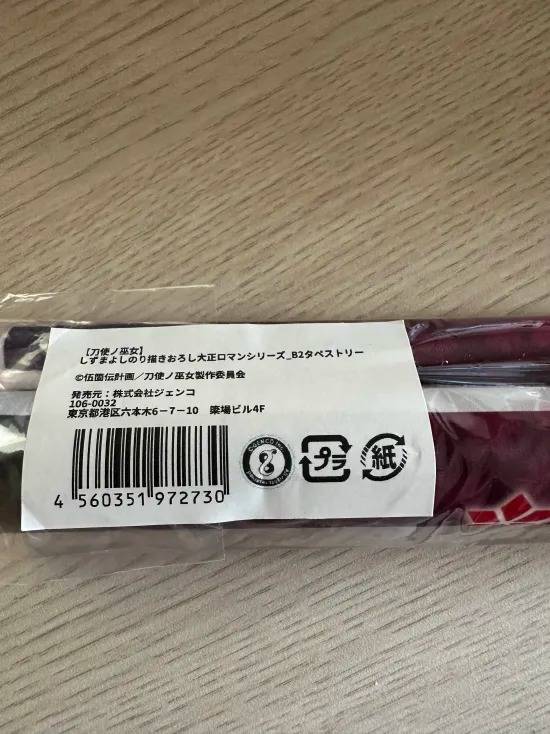 【刀使ノ巫女】
しずまよしのり描きおろし大正ロマンシリーズ_B2タペストリー
©伍箇伝計画／刀使ノ巫女製作委員会
発売元：株式会社ジェンコ
106-0032
東京都港区六本木6－7－10 楽場ビル4F
4 560351 972730
プラ
紙